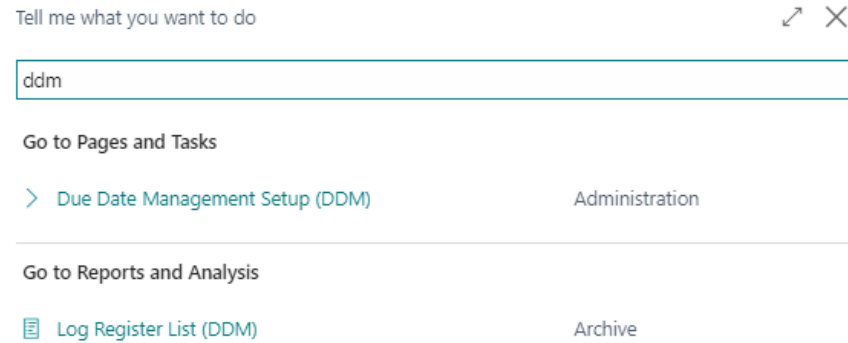 Tell me what you want to do
ddm
Go to Pages and Tasks
Due Date Management Setup (DDM) Administration
Go to Reports and Analysis
Log Register List (DDM) Archive